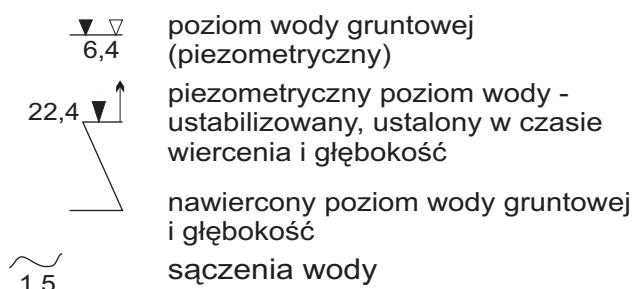 poziom wody gruntowej
6,4
(piezometryczny)
piezometryczny poziom wody -
22,4
ustabilizowany, ustalony w czasie
wiercenia i głębokość
nawiercony poziom wody gruntowej
i głębokość
sączenia wody
1,5